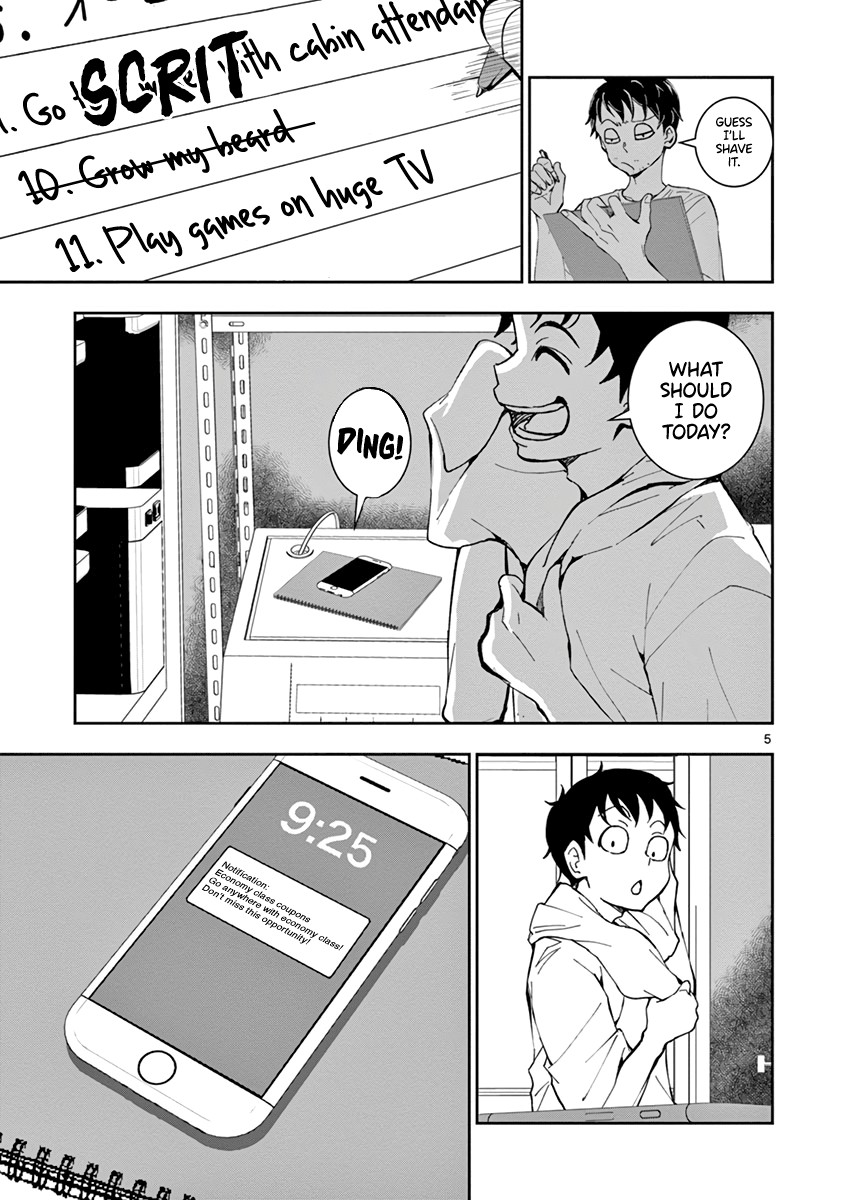 Go
with cabin attendan
SCRIT
10. Grow my beard
11. Play games on huge TV
GUESS
I'LL
SHAVE
IT.
WHAT
SHOULD
I DO
TODAY?
DING!
5
9:25
Notification:
Economy class coupons
Go anywhere with economy class!
Don't miss this opportunity!